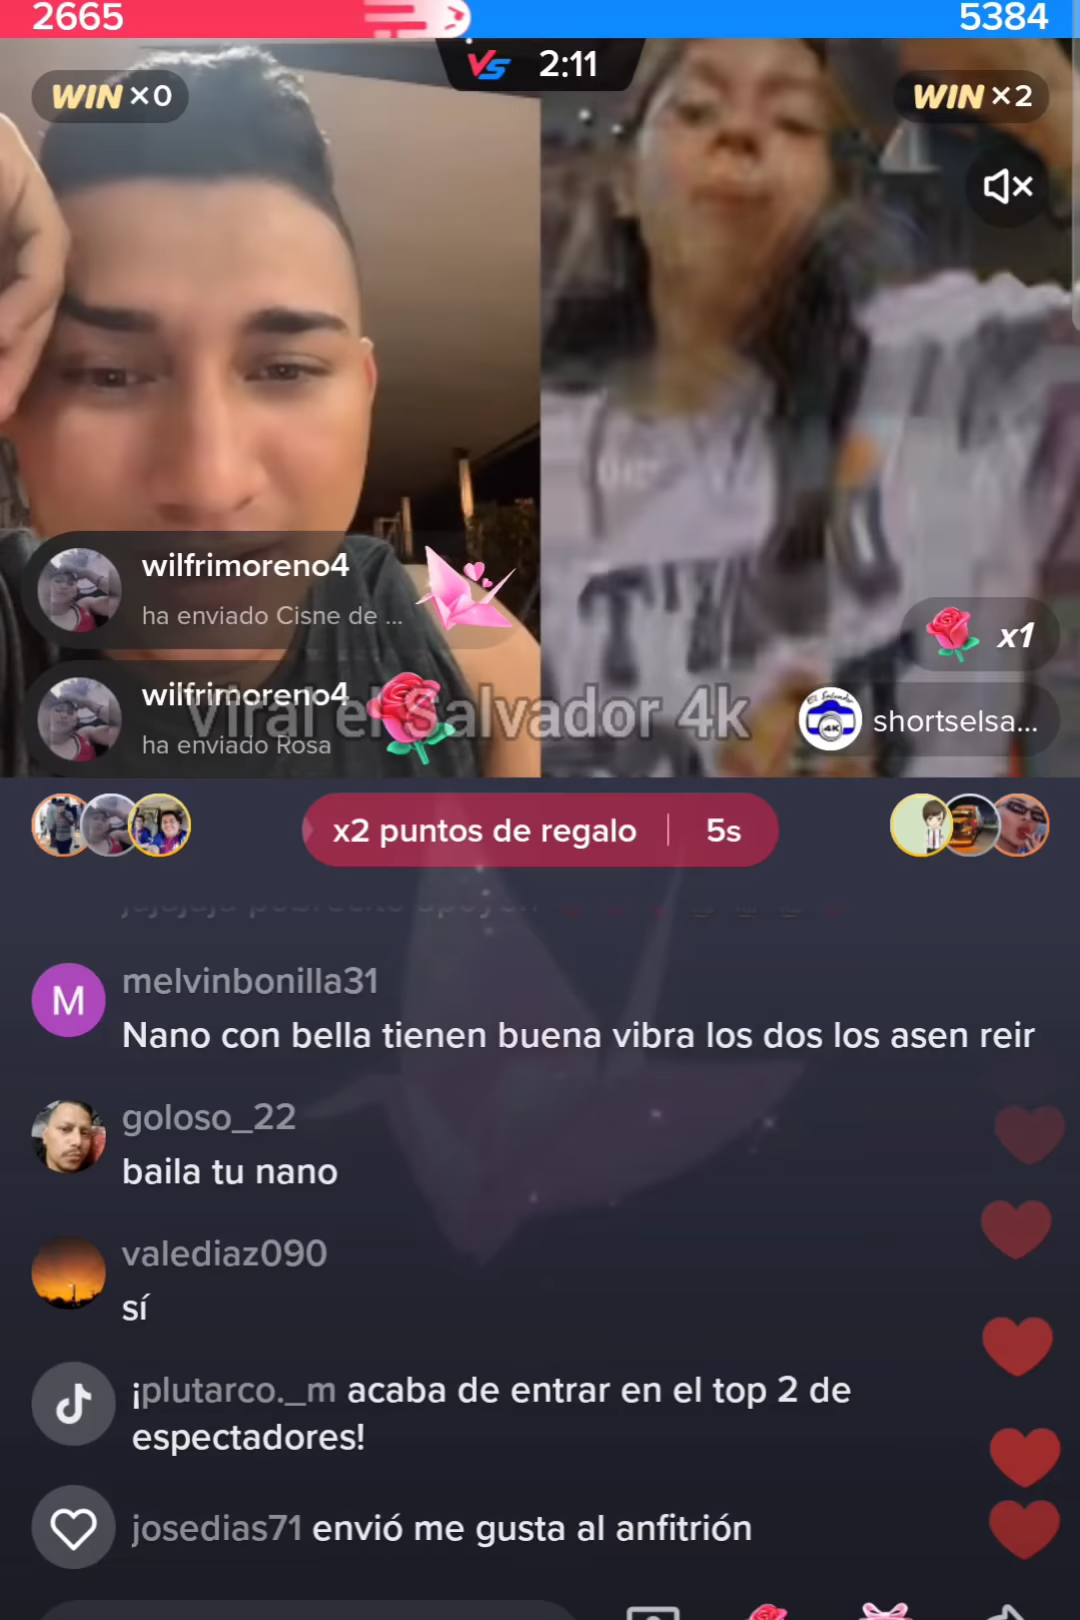 2665
5384
VS 2:11
WIN ×0
WIN ×2
wilfrimoreno4
ha enviado Cisne de ...
x1
wilfrimoreno4
ha enviado Rosa
viral el Salvador 4k
shortselsa...
x2 puntos de regalo | 5s
melvinbonilla31
M
Nano con bella tienen buena vibra los dos los asen reir
goloso_22
baila tu nano
valediaz090
sí
¡plutarco._m acaba de entrar en el top 2 de
espectadores!
josedias71 envió me gusta al anfitrión